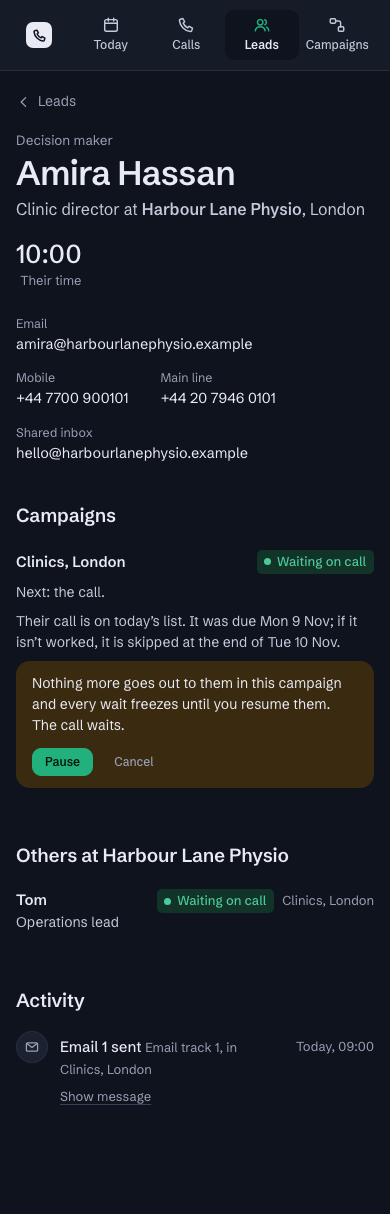 Today
Calls
Leads
Campaigns
Leads
Decision maker
Amira Hassan
Clinic director at Harbour Lane Physio, London
10:00
Their time
Email
amira@harbourlanephysio.example
Mobile
Main line
+44 7700 900101
+44 20 7946 0101
Shared inbox
hello@harbourlanephysio.example
Campaigns
Clinics, London
Waiting on call
Next: the call.
Their call is on today’s list. It was due Mon 9 Nov; if it
isn’t worked, it is skipped at the end of Tue 10 Nov.
Nothing more goes out to them in this campaign
and every wait freezes until you resume them.
The call waits.
Pause
Cancel
Others at Harbour Lane Physio
Tom
Waiting on call
Clinics, London
Operations lead
Activity
Email 1 sent Email track 1, in
Today, 09:00
Clinics, London
Show message